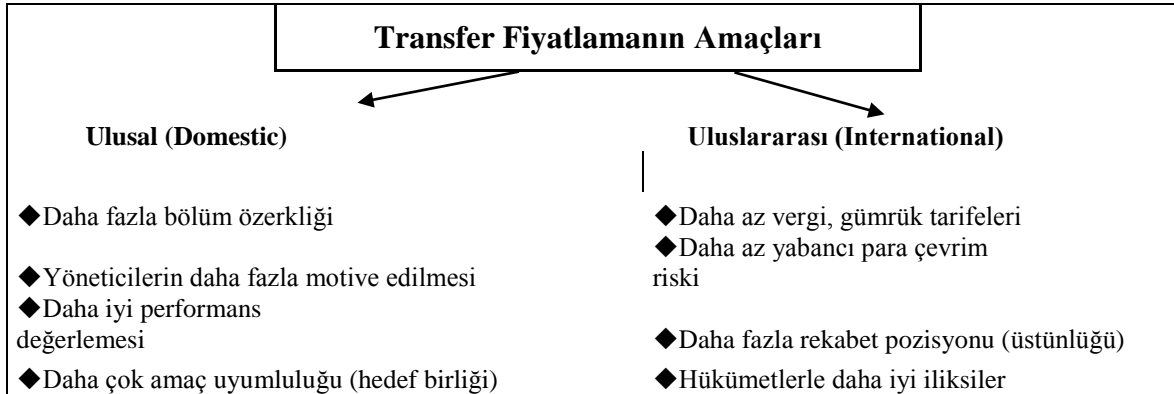 Transfer Fiyatlamanın Amaçları
Ulusal (Domestic)
◆Daha fazla bölüm özerkliği
◆Yöneticilerin daha fazla motive edilmesi
◆Daha iyi performans
değerlemesi
◆Daha çok amaç uyumluluğu (hedef birliği)
Uluslararası (International)
◆Daha az vergi, gümrük tarifeleri
◆Daha az yabancı para çevrim
riski
◆Daha fazla rekabet pozisyonu (üstünlüğü)
◆Hükümetlerle daha iyi iliksiler